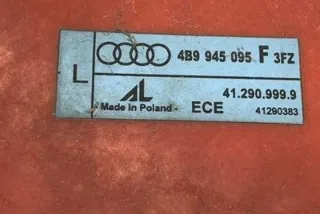 4B9 945 095 F 3FZ
L
AL
41.290.999.9
Made in Poland - ECE 41290383